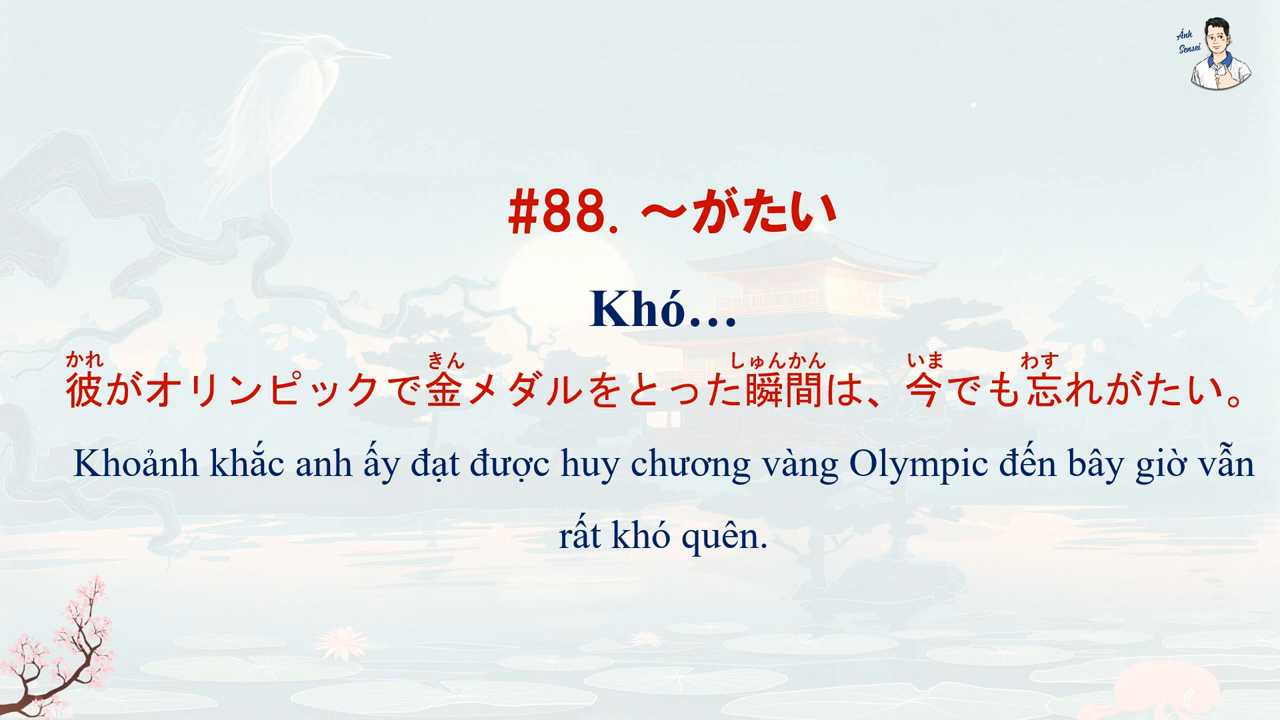 Ánh
Sensei
#88. ～がたい
Khó…
かれ きん しゅんかん いま わす
彼がオリンピックで金メダルをとった瞬間は、今でも忘れがたい。
Khoảnh khắc anh ấy đạt được huy chương vàng Olympic đến bây giờ vẫn
rất khó quên.